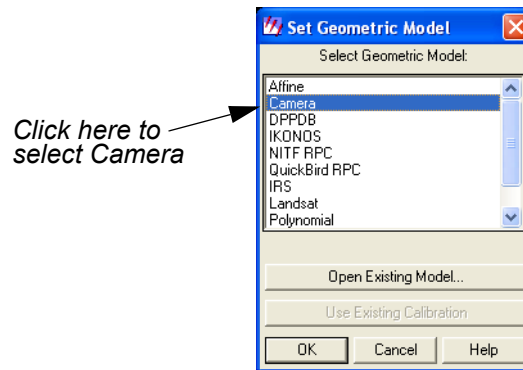 Set Geometric Model
Select Geometric Model:
Affine
Camera
DPPDB
IKONOS
NITF RPC
QuickBird RPC
IRS
Landsat
Polynomial
Click here to
select Camera
Open Existing Model...
Use Existing Calibration
OK Cancel Help